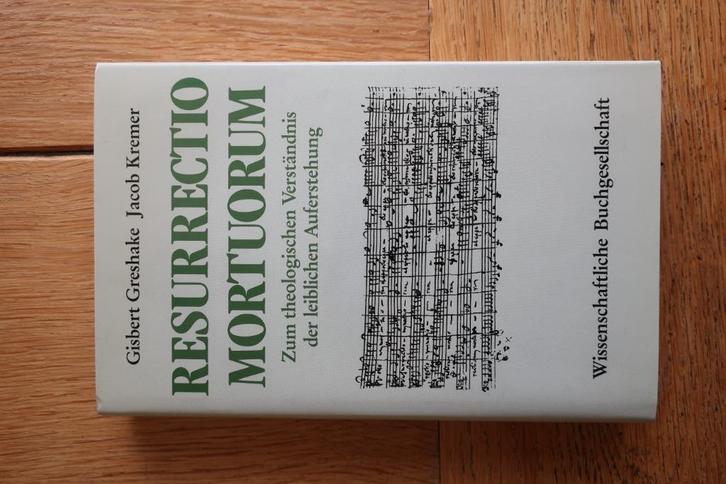 Gisbert Greshake Jacob Kremer
RESURRECTIO
MORTUORUM
Zum theologischen Verständnis
der leiblichen Auferstehung
Wissenschaftliche Buchgesellschaft